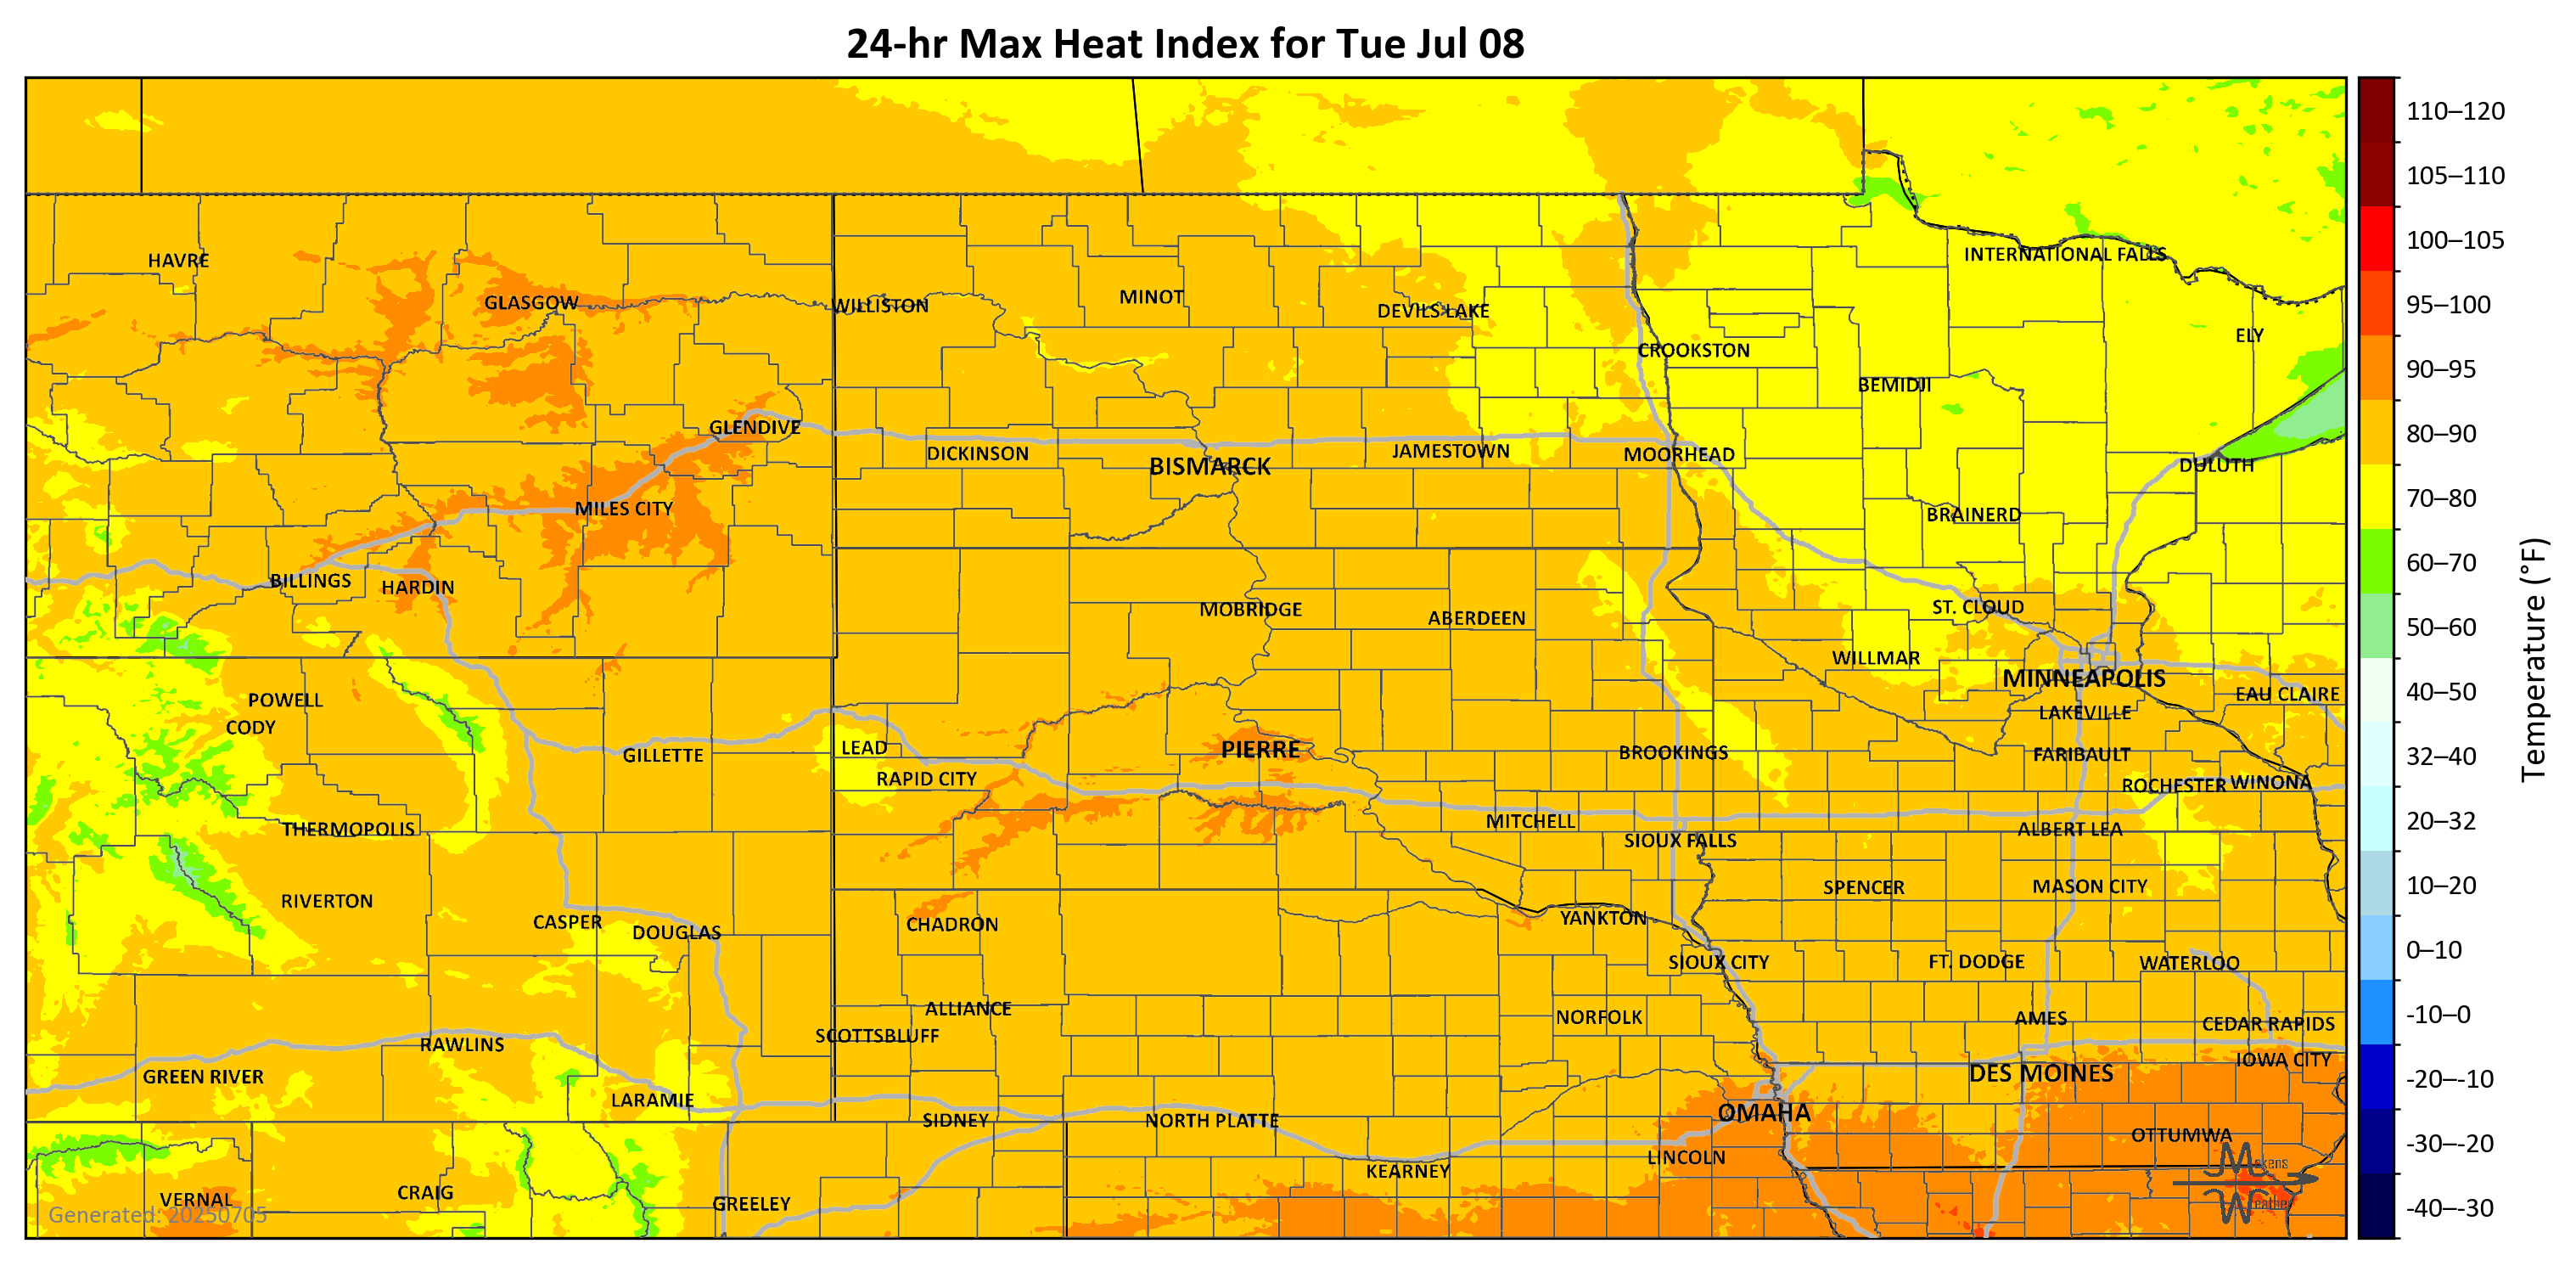 24-hr Max Heat Index for Tue Jul 08
110–120
105–110
HAVRE
INTERNATIONAL FALLS
100–105
GLASGOW
WILLISTON
MINOT
DEVILS LAKE
95–100
ELY
CROOKSTON
90–95
BEMIDJI
GLENDIVE
80–90
DICKINSON
BISMARCK
JAMESTOWN
MOORHEAD
DULUTH
MILES CITY
BRAINERD
70–80
BILLINGS
HARDIN
60–70
MOBRIDGE
ABERDEEN
ST. CLOUD
50–60
WILLMAR
MINNEAPOLIS
Temperature (°F)
POWELL
EAU CLAIRE
40–50
CODY
LAKEVILLE
GILLETTE
LEAD
PIERRE
BROOKINGS
FARIBAULT
32–40
RAPID CITY
ROCHESTER
WINONA
THERMOPOLIS
MITCHELL
SIOUX FALLS
ALBERT LEA
20–32
RIVERTON
SPENCER
MASON CITY
10–20
CASPER
DOUGLAS
CHADRON
YANKTON
SIOUX CITY
FT. DODGE
WATERLOO
0–10
ALLIANCE
NORFOLK
AMES
CEDAR RAPIDS
-10–0
SCOTTSBLUFF
RAWLINS
IOWA CITY
GREEN RIVER
DES MOINES
-20–-10
LARAMIE
SIDNEY
NORTH PLATTE
OMAHA
OTTUMWA
-30–-20
KEARNEY
LINCOLN
Makens
VERNAL
CRAIG
GREELEY
Weather
-40–-30
Generated: 20250705